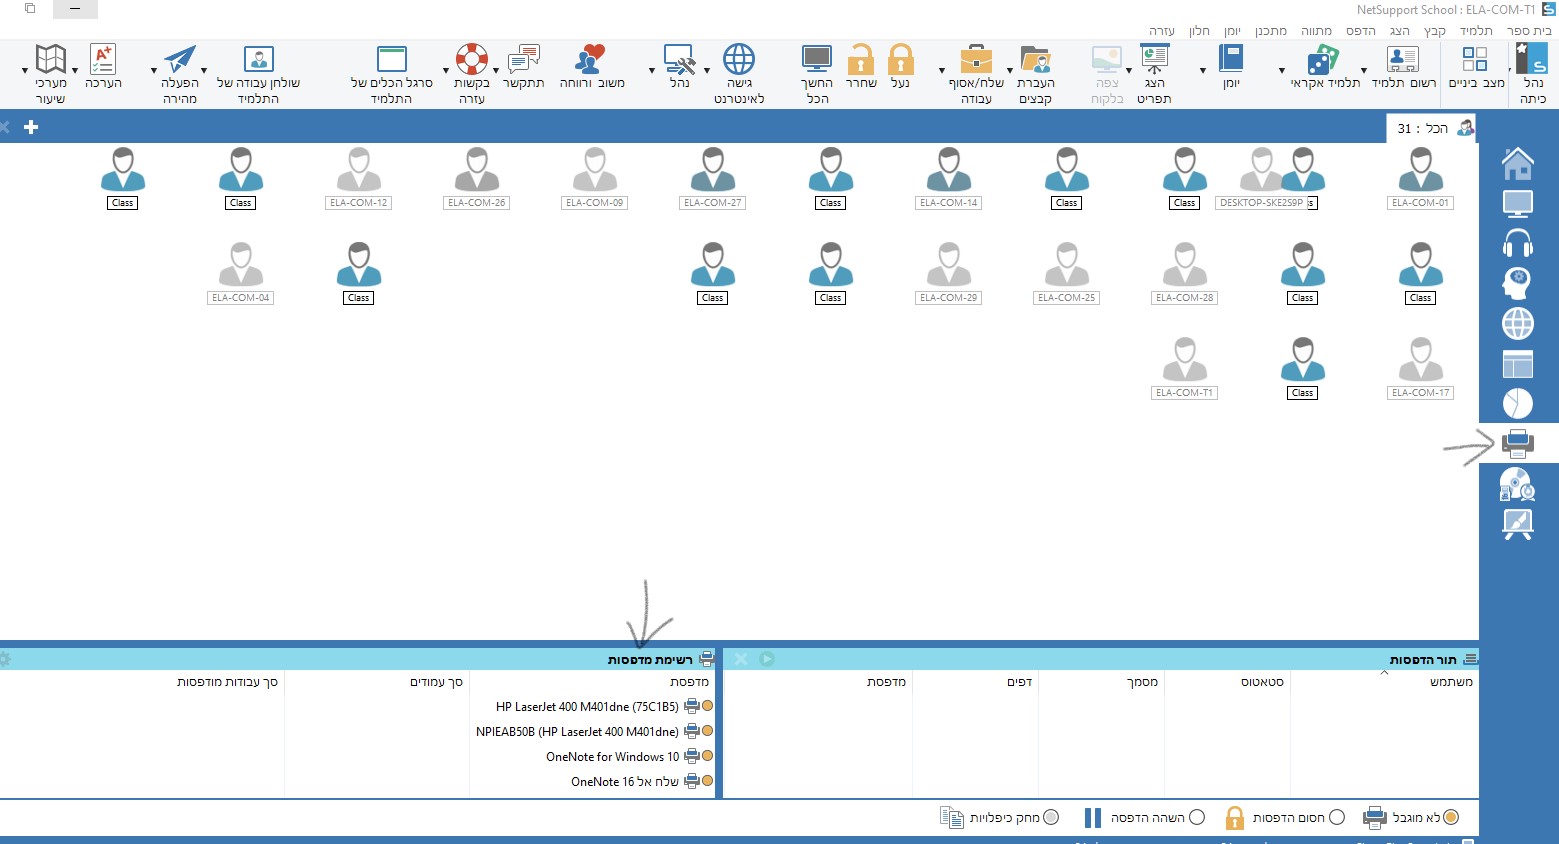 NetSupport School : ELA-COM-T1
בית ספר תלמיד קבץ הצג הדפס מתווה מתכנן יומן חלון עזרה
נהל כיתה
מצב ביניים
רשום תלמיד
תלמיד אקראי
יומן
הצג תפריט
צפה בלקוח
העברת קבצים
שלח/אסוף עבודה
נעל
שחרר
החשך הכל
גישה לאינטרנט
נהל
משוב ורווחה
תתקשר
בקשות עזרה
סרגל הכלים של התלמיד
שולחן עבודה של התלמיד
הפעלה מהירה
הערכה
מערכי שיעור
הכל : 31
ELA-COM-01
DESKTOP-SKE2S9P
Class
Class
ELA-COM-14
Class
ELA-COM-27
ELA-COM-09
ELA-COM-26
ELA-COM-12
Class
Class
Class
Class
ELA-COM-28
ELA-COM-25
ELA-COM-29
Class
Class
Class
ELA-COM-04
ELA-COM-17
Class
ELA-COM-T1
תור הדפסות
משתמש סטאטוס מסמך דפים מדפסת
רשימת מדפסות
מדפסת סך עמודים סך עבודות מודפסות
HP LaserJet 400 M401dne (75C1B5)
NPIEAB50B (HP LaserJet 400 M401dne)
OneNote for Windows 10
שלח אל OneNote 16
לא מוגבל חסום הדפסות השהה הדפסה מחק כיפלויות